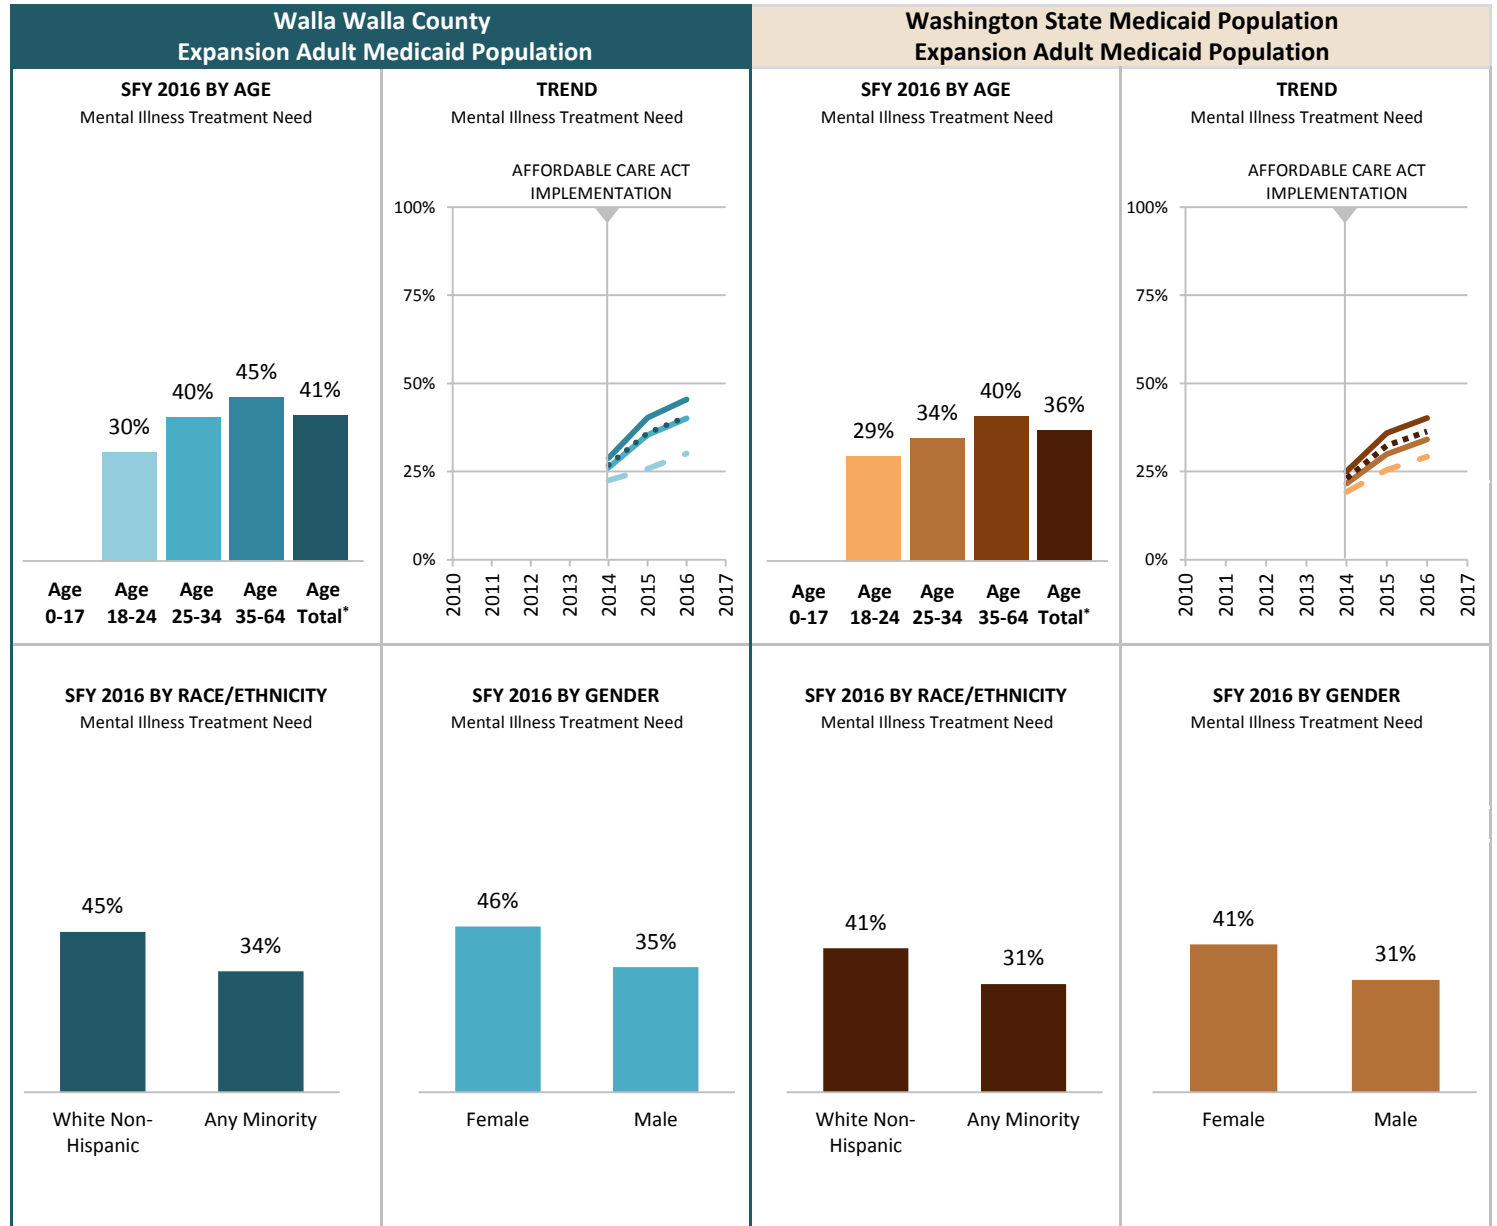 Walla Walla County
Expansion Adult Medicaid Population
Washington State Medicaid Population
Expansion Adult Medicaid Population
SFY 2016 BY AGE
Mental Illness Treatment Need
45%
40%
41%
30%
Age Age Age Age Age
0-17 18-24 25-34 35-64 Total*
TREND
Mental Illness Treatment Need
AFFORDABLE CARE ACT
IMPLEMENTATION
100%
75%
50%
25%
0%
2010
2011
2012
2013
2014
2015
2016
2017
SFY 2016 BY AGE
Mental Illness Treatment Need
40%
36%
34%
29%
Age Age Age Age Age
0-17 18-24 25-34 35-64 Total*
TREND
Mental Illness Treatment Need
AFFORDABLE CARE ACT
IMPLEMENTATION
100%
75%
50%
25%
0%
2010
2011
2012
2013
2014
2015
2016
2017
SFY 2016 BY RACE/ETHNICITY
Mental Illness Treatment Need
45%
34%
White Non- Any Minority
Hispanic
SFY 2016 BY GENDER
Mental Illness Treatment Need
46%
35%
Female Male
SFY 2016 BY RACE/ETHNICITY
Mental Illness Treatment Need
41%
31%
White Non- Any Minority
Hispanic
SFY 2016 BY GENDER
Mental Illness Treatment Need
41%
31%
Female Male